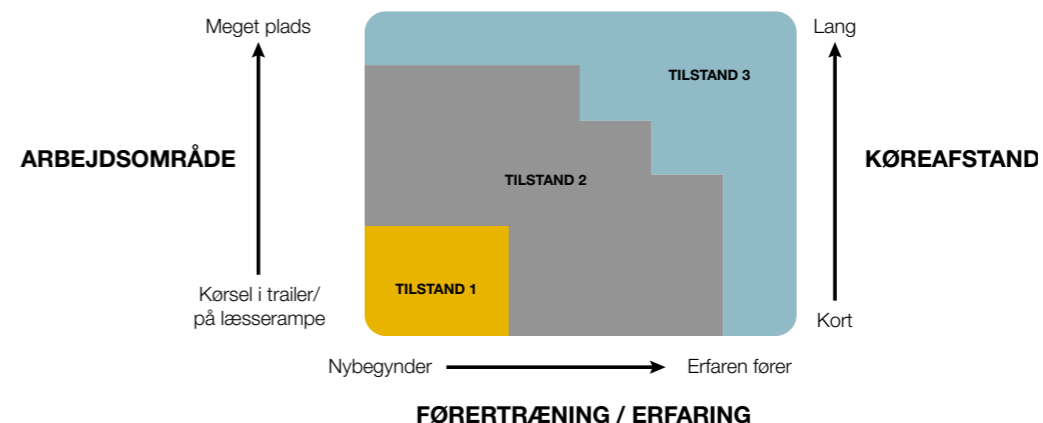 Meget plads
Lang
TILSTAND 3
ARBEJDSOMRÅDE
KØREAFSTAND
TILSTAND 2
TILSTAND 1
Kørsel i trailer/
på læsserampe
Kort
Nybegynder
Erfaren fører
FØRERTRÆNING / ERFARING